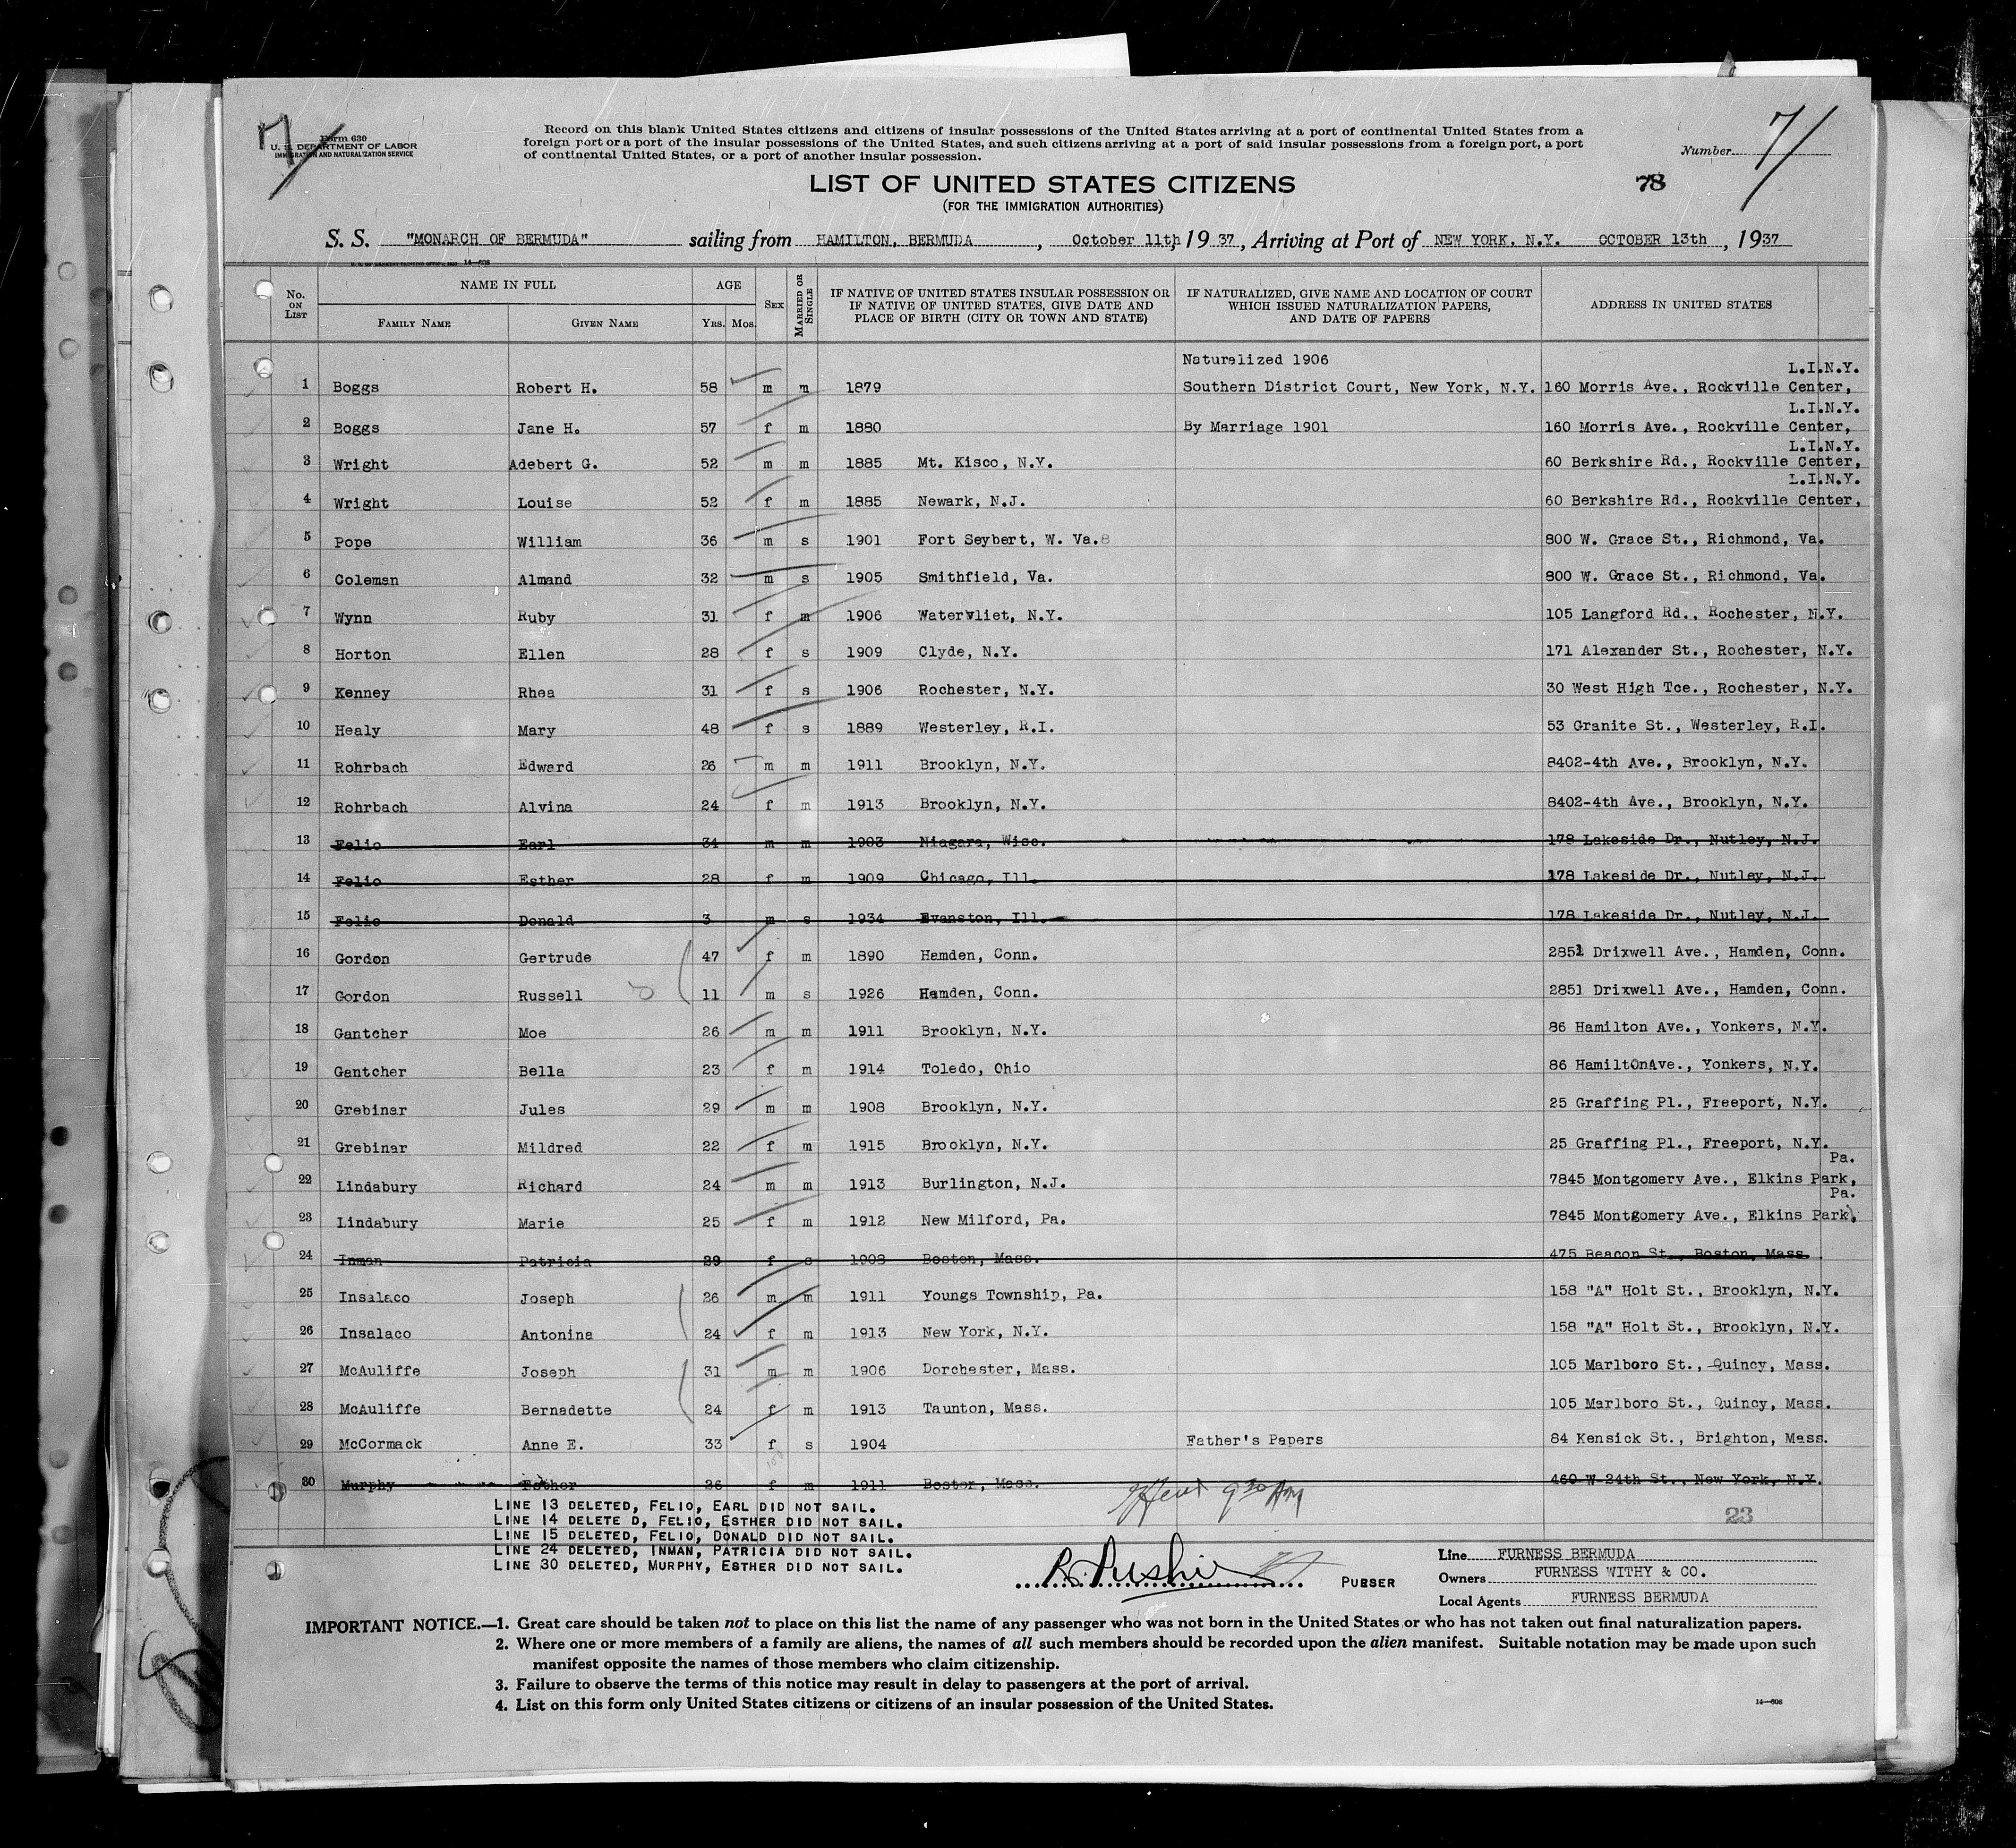 Form 630
U. S. DEPARTMENT OF LABOR
IMMIGRATION AND NATURALIZATION SERVICE
Record on this blank United States citizens and citizens of insular possessions of the United States arriving at a port of continental United States from a
foreign port or a port of the insular possessions of the United States, and such citizens arriving at a port of said insular possessions from a foreign port, a port
of continental United States, or a port of another insular possession.
Number 71
LIST OF UNITED STATES CITIZENS
78
(FOR THE IMMIGRATION AUTHORITIES)
S. S. "MONARCH OF BERMUDA" sailing from HAMILTON, BERMUDA, October 11th, 1937, Arriving at Port of NEW YORK, N.Y. OCTOBER 13th, 1937
14—608
No. ON LIST NAME IN FULL FAMILY NAME GIVEN NAME AGE YRS. MOS. SEX MARRIED OR SINGLE IF NATIVE OF UNITED STATES INSULAR POSSESSION OR IF NATIVE OF UNITED STATES, GIVE DATE AND PLACE OF BIRTH (CITY OR TOWN AND STATE) IF NATURALIZED, GIVE NAME AND LOCATION OF COURT WHICH ISSUED NATURALIZATION PAPERS, AND DATE OF PAPERS ADDRESS IN UNITED STATES
Naturalized 1906 L.I.N.Y.
1 Boggs Robert H. 58 m m 1879 Southern District Court, New York, N.Y. 160 Morris Ave., Rockville Center,
L.I.N.Y.
2 Boggs Jane H. 57 f m 1880 By Marriage 1901 160 Morris Ave., Rockville Center,
L.I.N.Y.
3 Wright Adebert G. 52 m m 1885 Mt. Kisco, N.Y. 60 Berkshire Rd., Rockville Center,
L.I.N.Y.
4 Wright Louise 52 f m 1885 Newark, N.J. 60 Berkshire Rd., Rockville Center,
5 Pope William 36 m s 1901 Fort Seybert, W. Va. 800 W. Grace St., Richmond, Va.
6 Coleman Almand 32 m s 1905 Smithfield, Va. 800 W. Grace St., Richmond, Va.
7 Wynn Ruby 31 f m 1906 Watervliet, N.Y. 105 Langford Rd., Rochester, N.Y.
8 Horton Ellen 28 f s 1909 Clyde, N.Y. 171 Alexander St., Rochester, N.Y.
9 Kenney Rhea 31 f s 1906 Rochester, N.Y. 30 West High Tce., Rochester, N.Y.
10 Healy Mary 48 f s 1889 Westerley, R.I. 53 Granite St., Westerley, R.I.
11 Rohrbach Edward 26 m m 1911 Brooklyn, N.Y. 8402-4th Ave., Brooklyn, N.Y.
12 Rohrbach Alvina 24 f m 1913 Brooklyn, N.Y. 8402-4th Ave., Brooklyn, N.Y.
13 Felio Earl 34 m m 1903 Niagara, Wisc. 178 Lakeside Dr., Nutley, N.J.
14 Felio Esther 28 f m 1909 Chicago, Ill. 178 Lakeside Dr., Nutley, N.J.
15 Felio Donald 3 m s 1934 Evanston, Ill. 178 Lakeside Dr., Nutley, N.J.
16 Gordon Gertrude 47 f m 1890 Hamden, Conn. 2851 Drixwell Ave., Hamden, Conn.
17 Gordon Russell 11 m s 1926 Hamden, Conn. 2851 Drixwell Ave., Hamden, Conn.
18 Gantcher Moe 26 m m 1911 Brooklyn, N.Y. 86 Hamilton Ave., Yonkers, N.Y.
19 Gantcher Bella 23 f m 1914 Toledo, Ohio 86 HamiltOnAve., Yonkers, N.Y.
20 Grebinar Jules 29 m m 1908 Brooklyn, N.Y. 25 Graffing Pl., Freeport, N.Y.
21 Grebinar Mildred 22 f m 1915 Brooklyn, N.Y. 25 Graffing Pl., Freeport, N.Y.
Pa.
22 Lindabury Richard 24 m m 1913 Burlington, N.J. 7845 Montgomery Ave., Elkins Park,
Pa.
23 Lindabury Marie 25 f m 1912 New Milford, Pa. 7845 Montgomery Ave., Elkins Park,
24 Inman Patricia 29 f s 1908 Boston, Mass. 475 Beacon St., Boston, Mass.
25 Insalaco Joseph 26 m m 1911 Youngs Township, Pa. 158 "A" Holt St., Brooklyn, N.Y.
26 Insalaco Antonina 24 f m 1913 New York, N.Y. 158 "A" Holt St., Brooklyn, N.Y.
27 McAuliffe Joseph 31 m m 1906 Dorchester, Mass. 105 Marlboro St., Quincy, Mass.
28 McAuliffe Bernadette 24 f m 1913 Taunton, Mass. 105 Marlboro St., Quincy, Mass.
29 McCormack Anne E. 33 f s 1904 Father's Papers 84 Kensick St., Brighton, Mass.
30 Murphy Esther 26 f m 1911 Boston, Mass. 460 W-24th St., New York, N.Y.
LINE 13 DELETED, FELIO, EARL DID NOT SAIL.
LINE 14 DELETE D, FELIO, ESTHER DID NOT SAIL.
LINE 15 DELETED, FELIO, DONALD DID NOT SAIL.
LINE 24 DELETED, INMAN, PATRICIA DID NOT SAIL.
LINE 30 DELETED, MURPHY, ESTHER DID NOT SAIL.
9 30 AM
23
PURSER
Line FURNESS BERMUDA
Owners FURNESS WITHY & CO.
Local Agents FURNESS BERMUDA
IMPORTANT NOTICE.—1. Great care should be taken not to place on this list the name of any passenger who was not born in the United States or who has not taken out final naturalization papers.
2. Where one or more members of a family are aliens, the names of all such members should be recorded upon the alien manifest. Suitable notation may be made upon such
manifest opposite the names of those members who claim citizenship.
3. Failure to observe the terms of this notice may result in delay to passengers at the port of arrival.
4. List on this form only United States citizens or citizens of an insular possession of the United States.
14—608